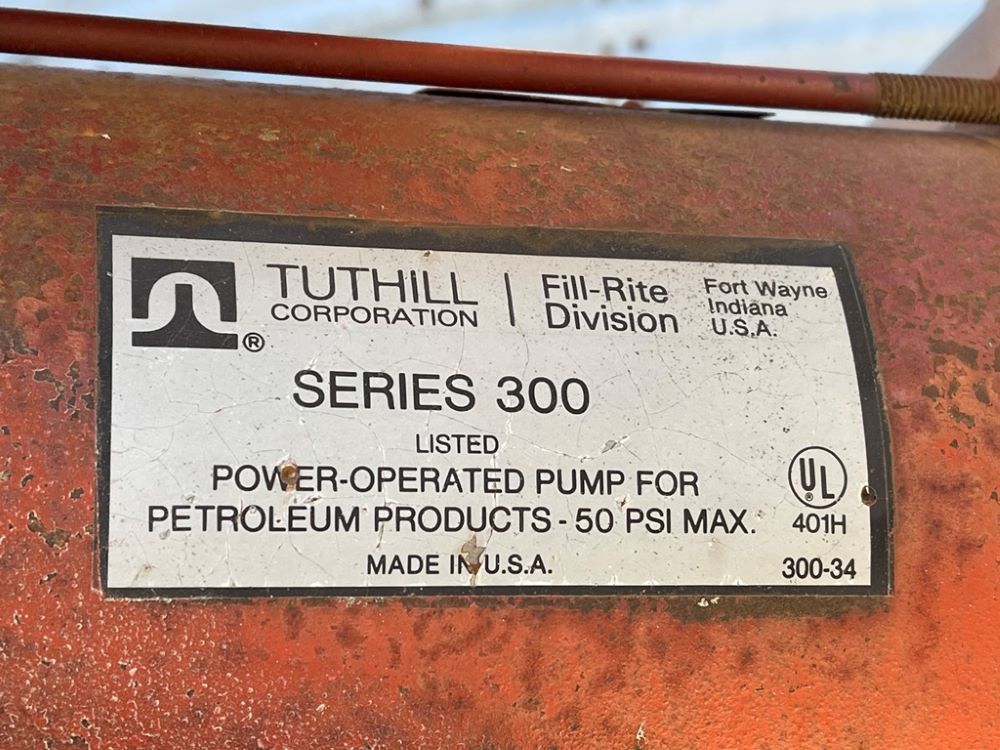 TUTHILL CORPORATION | Fill-Rite Division Fort Wayne Indiana U.S.A.
®
SERIES 300
LISTED
POWER-OPERATED PUMP FOR
PETROLEUM PRODUCTS - 50 PSI MAX.
MADE IN U.S.A.
UL
®
401H
300-34